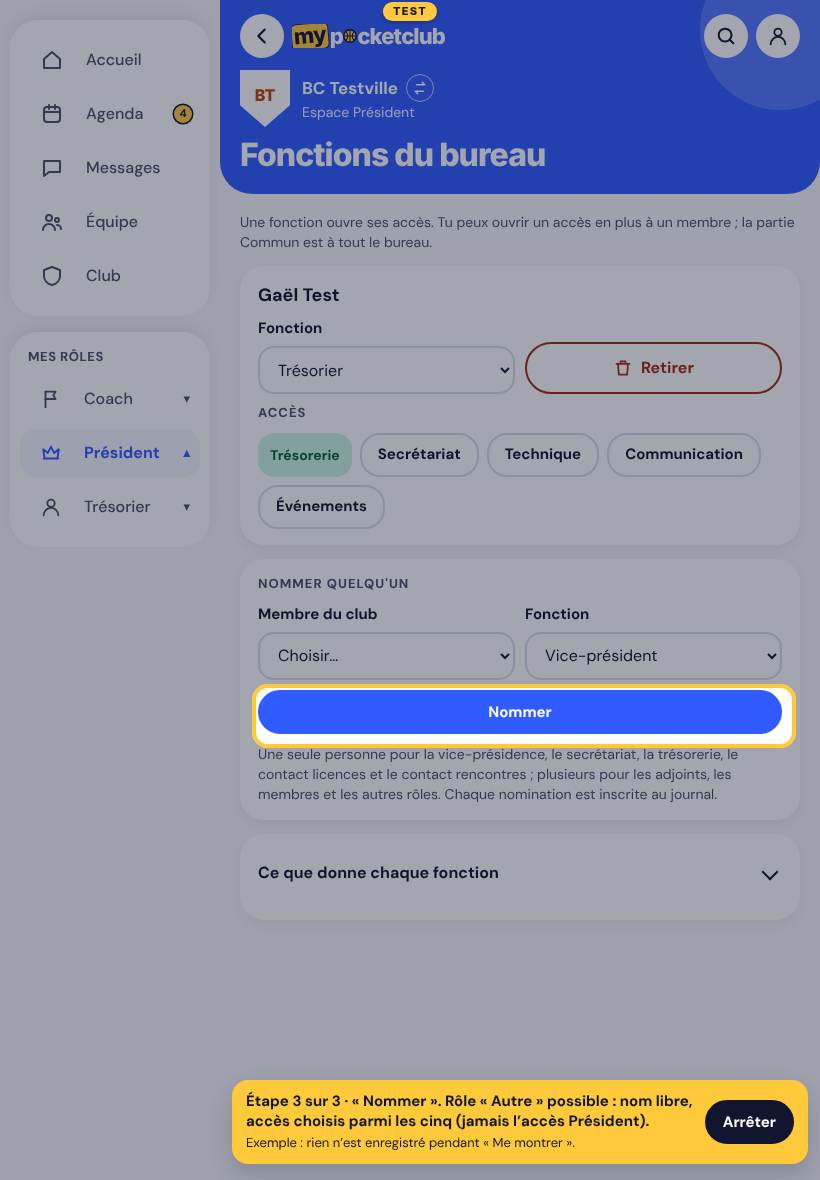 TEST
mypocketclub
Accueil
Agenda
4
Messages
Équipe
Club
MES RÔLES
Coach
Président
Trésorier
BT
BC Testville
Espace Président
Fonctions du bureau
Une fonction ouvre ses accès. Tu peux ouvrir un accès en plus à un membre ; la partie
Commun est à tout le bureau.
Gaël Test
Fonction
Trésorier
Retirer
ACCÈS
Trésorerie
Secrétariat
Technique
Communication
Événements
NOMMER QUELQU'UN
Membre du club
Fonction
Choisir...
Vice-président
Nommer
Une seule personne pour la vice-présidence, le secrétariat, la trésorerie, le
contact licences et le contact rencontres ; plusieurs pour les adjoints, les
membres et les autres rôles. Chaque nomination est inscrite au journal.
Ce que donne chaque fonction
Étape 3 sur 3 · « Nommer ». Rôle « Autre » possible : nom libre,
accès choisis parmi les cinq (jamais l’accès Président).
Exemple : rien n’est enregistré pendant « Me montrer ».
Arrêter